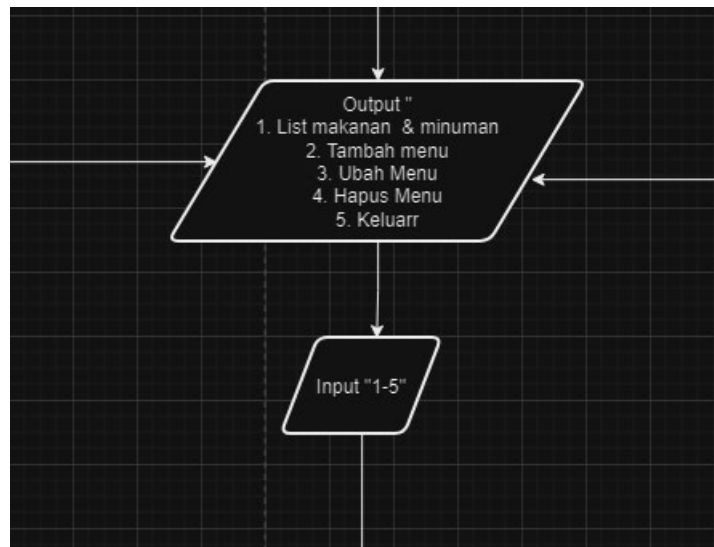 Output "
1. List makanan & minuman
2. Tambah menu
3. Ubah Menu
4. Hapus Menu
5. Keluarr
Input "1-5"